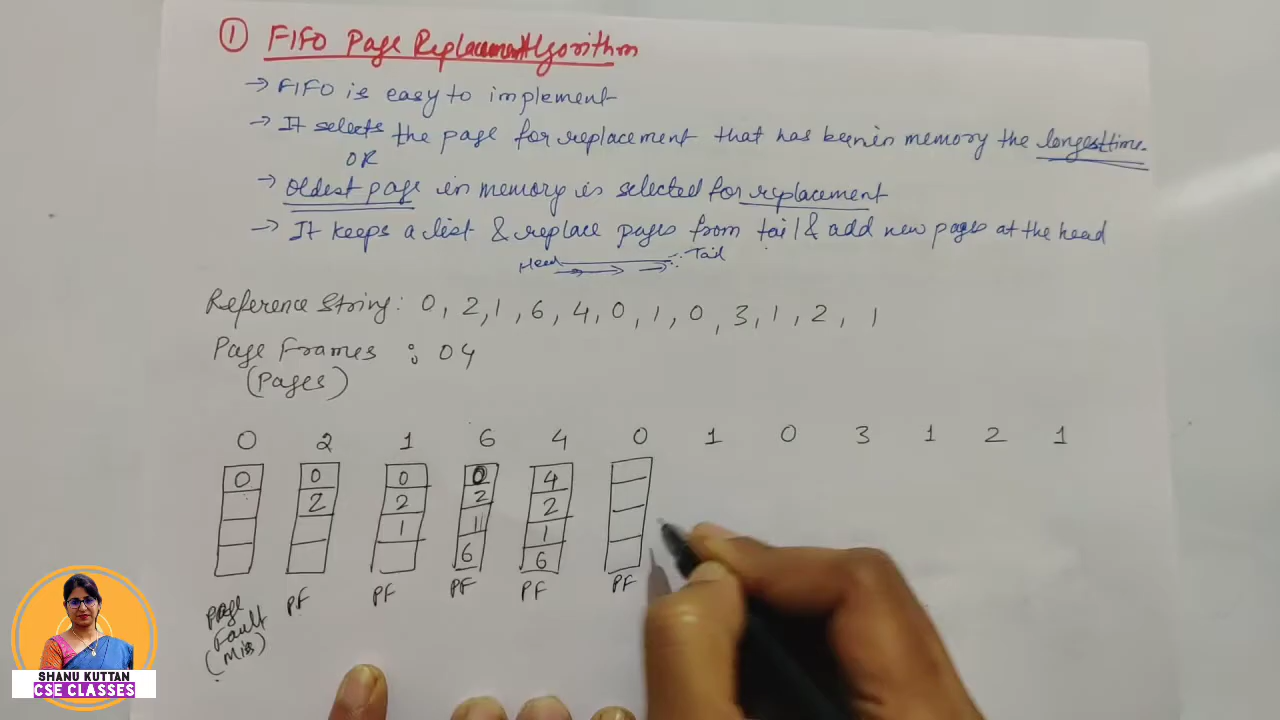 ① FIFO Page Replacement Algorithm
→ FIFO is easy to implement
→ It selects the page for replacement that has been in memory the longest time.
OR
→ Oldest page in memory is selected for replacement
→ It keeps a list & replace pages from tail & add new pages at the head
Head Tail
Reference String: 0, 2, 1, 6, 4, 0, 1, 0, 3, 1, 2, 1
Page Frames : 04
(Pages)
0 2 1 6 4 0 1 0 3 1 2 1
0 0 0 0 4
2 2 2 2
1 1 1
6 6
Page Fault (Miss) PF PF PF PF PF
SHANU KUTTAN
CSE CLASSES